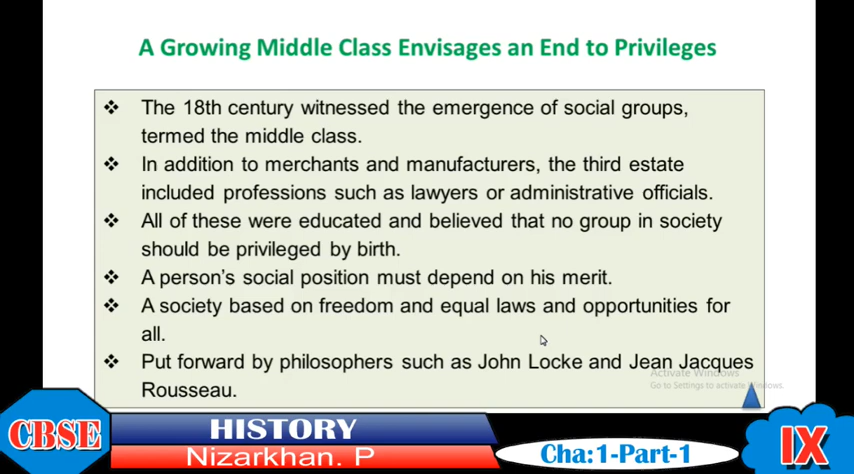 A Growing Middle Class Envisages an End to Privileges
❖ The 18th century witnessed the emergence of social groups,
termed the middle class.
❖ In addition to merchants and manufacturers, the third estate
included professions such as lawyers or administrative officials.
❖ All of these were educated and believed that no group in society
should be privileged by birth.
❖ A person's social position must depend on his merit.
❖ A society based on freedom and equal laws and opportunities for
all.
❖ Put forward by philosophers such as John Locke and Jean Jacques
Rousseau.
Activate Windows
Go to Settings to activate Windows.
CBSE
HISTORY
Nizarkhan. P
Cha:1-Part-1
IX